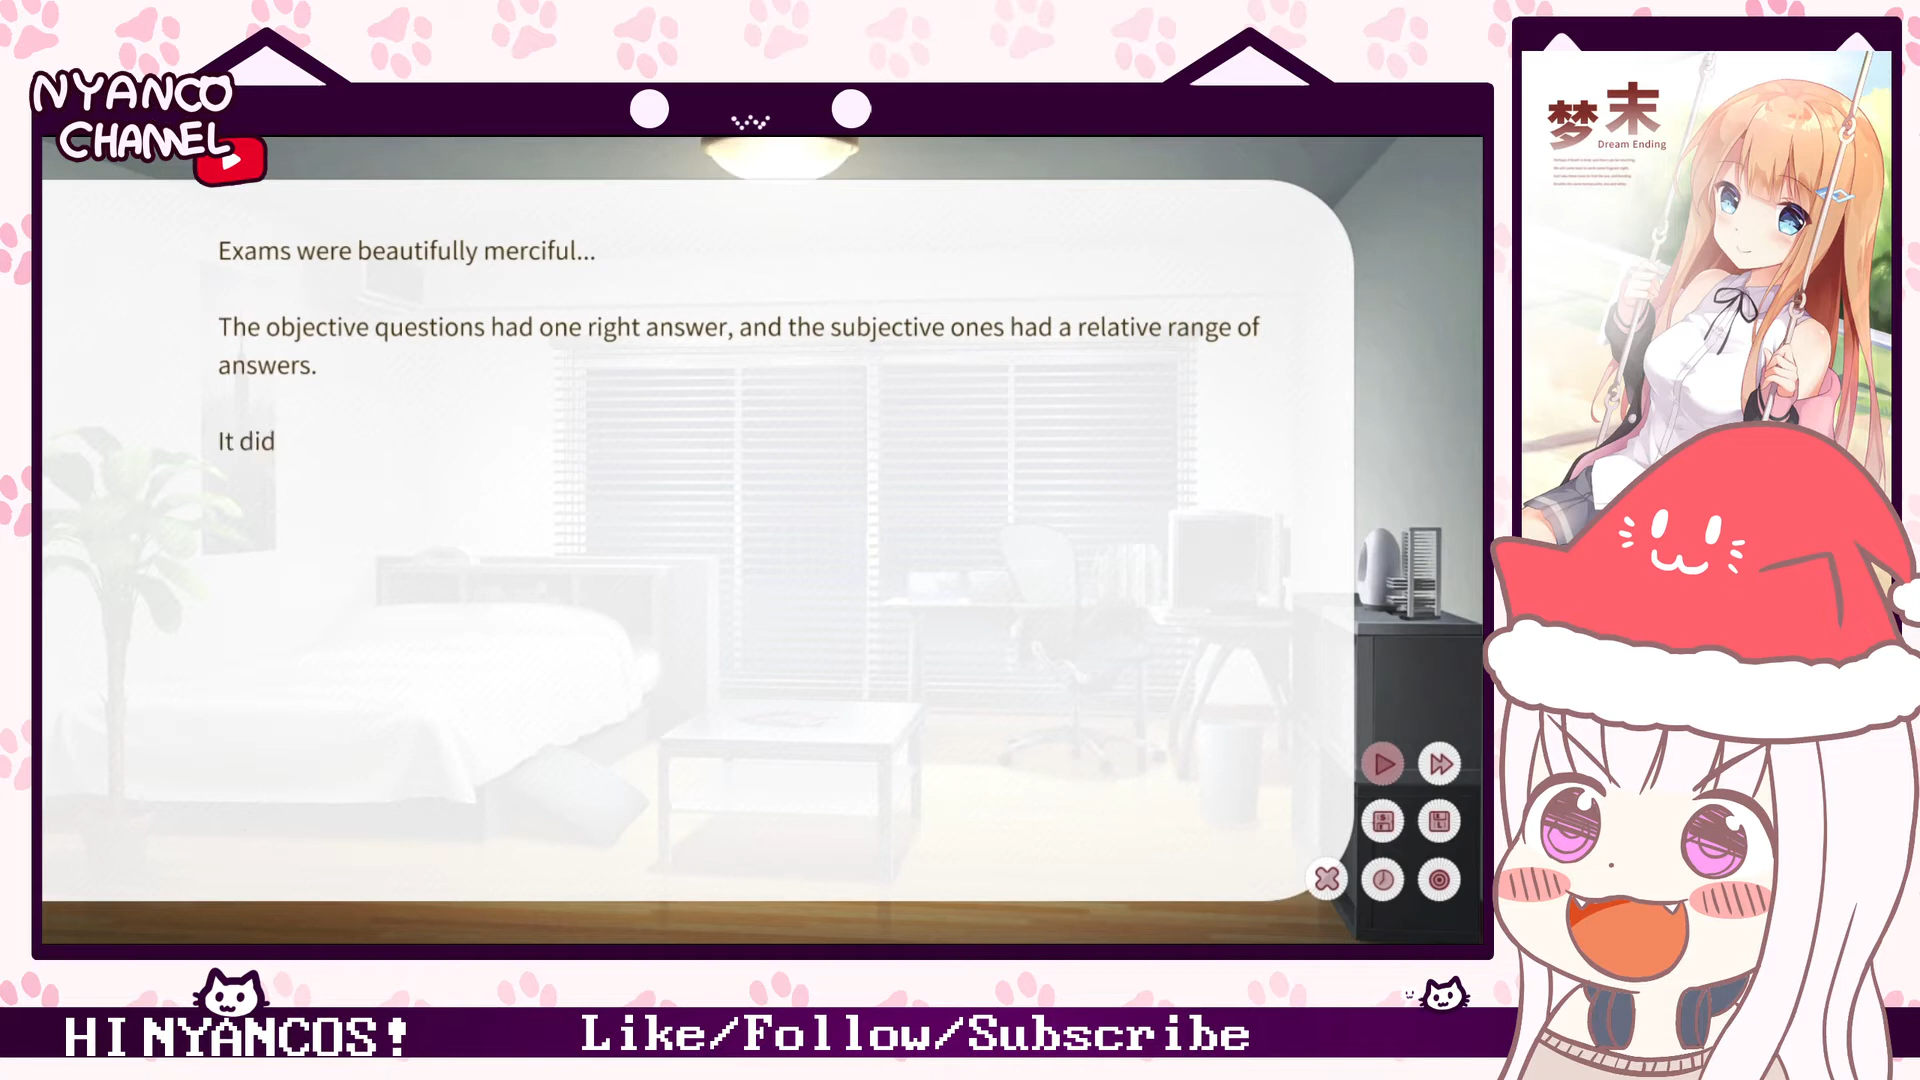 NYANCO
CHANNEL
梦末
Dream Ending
Exams were beautifully merciful...
The objective questions had one right answer, and the subjective ones had a relative range of
answers.
It did
HI NYANCOS!
Like/Follow/Subscribe